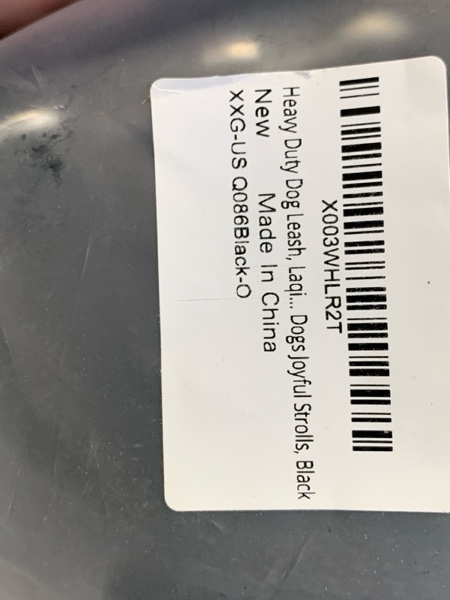 X003WHLR2T
Heavy Duty Dog Leash, Laqi... Dogs Joyful Strolls, Black
New Made In China
XXG-US Q086Black-O